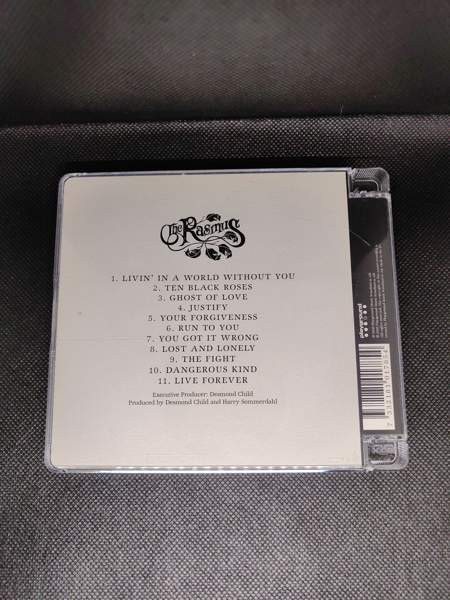 The Rasmus
1. LIVIN' IN A WORLD WITHOUT YOU
2. TEN BLACK ROSES
3. GHOST OF LOVE
4. JUSTIFY
5. YOUR FORGIVENESS
6. RUN TO YOU
7. YOU GOT IT WRONG
8. LOST AND LONELY
9. THE FIGHT
10. DANGEROUS KIND
11. LIVE FOREVER
Executive Producer: Desmond Child
Produced by Desmond Child and Harry Sommerdahl
playground